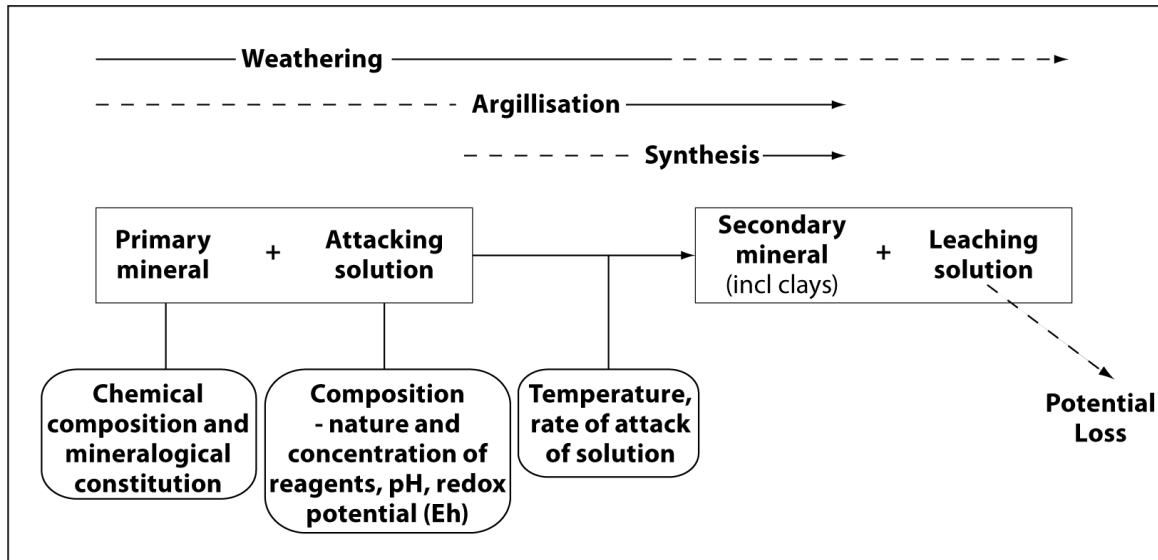 Weathering
Argillisation
Synthesis
Primary
mineral
+
Attacking
solution
Secondary
mineral
(incl clays)
+
Leaching
solution
Chemical
composition and
mineralogical
constitution
Composition
- nature and
concentration of
reagents, pH, redox
potential (Eh)
Temperature,
rate of attack
of solution
Potential
Loss